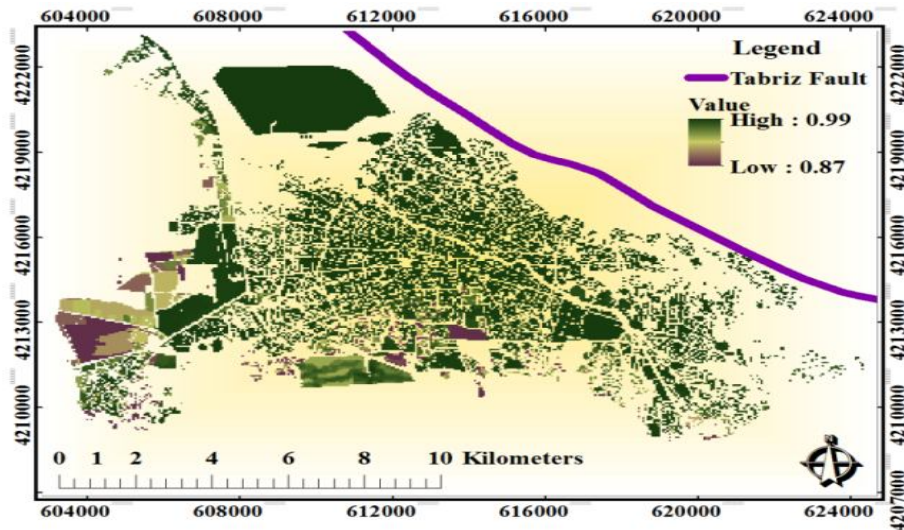 604000 608000 612000 616000 620000 624000
4222000
4219000
4216000
4213000
4210000
4222000
4219000
4216000
4213000
4210000
4207000
Legend
Tabriz Fault
Value
High : 0.99
Low : 0.87
0 1 2 4 6 8 10 Kilometers
604000 608000 612000 616000 620000 624000